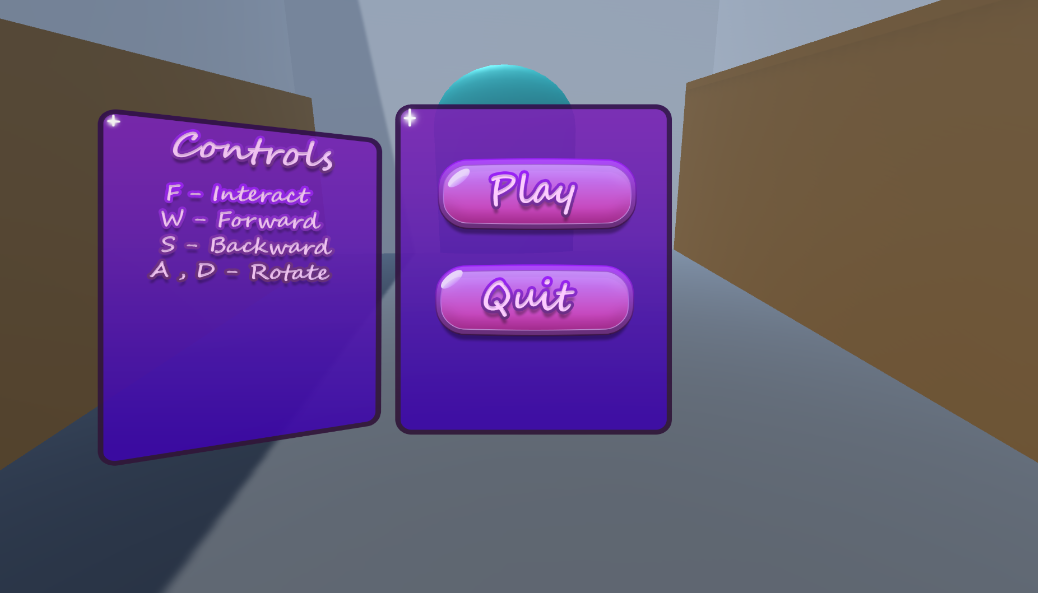 Controls
F - Interact
W - Forward
S - Backward
A , D - Rotate
Play
Quit